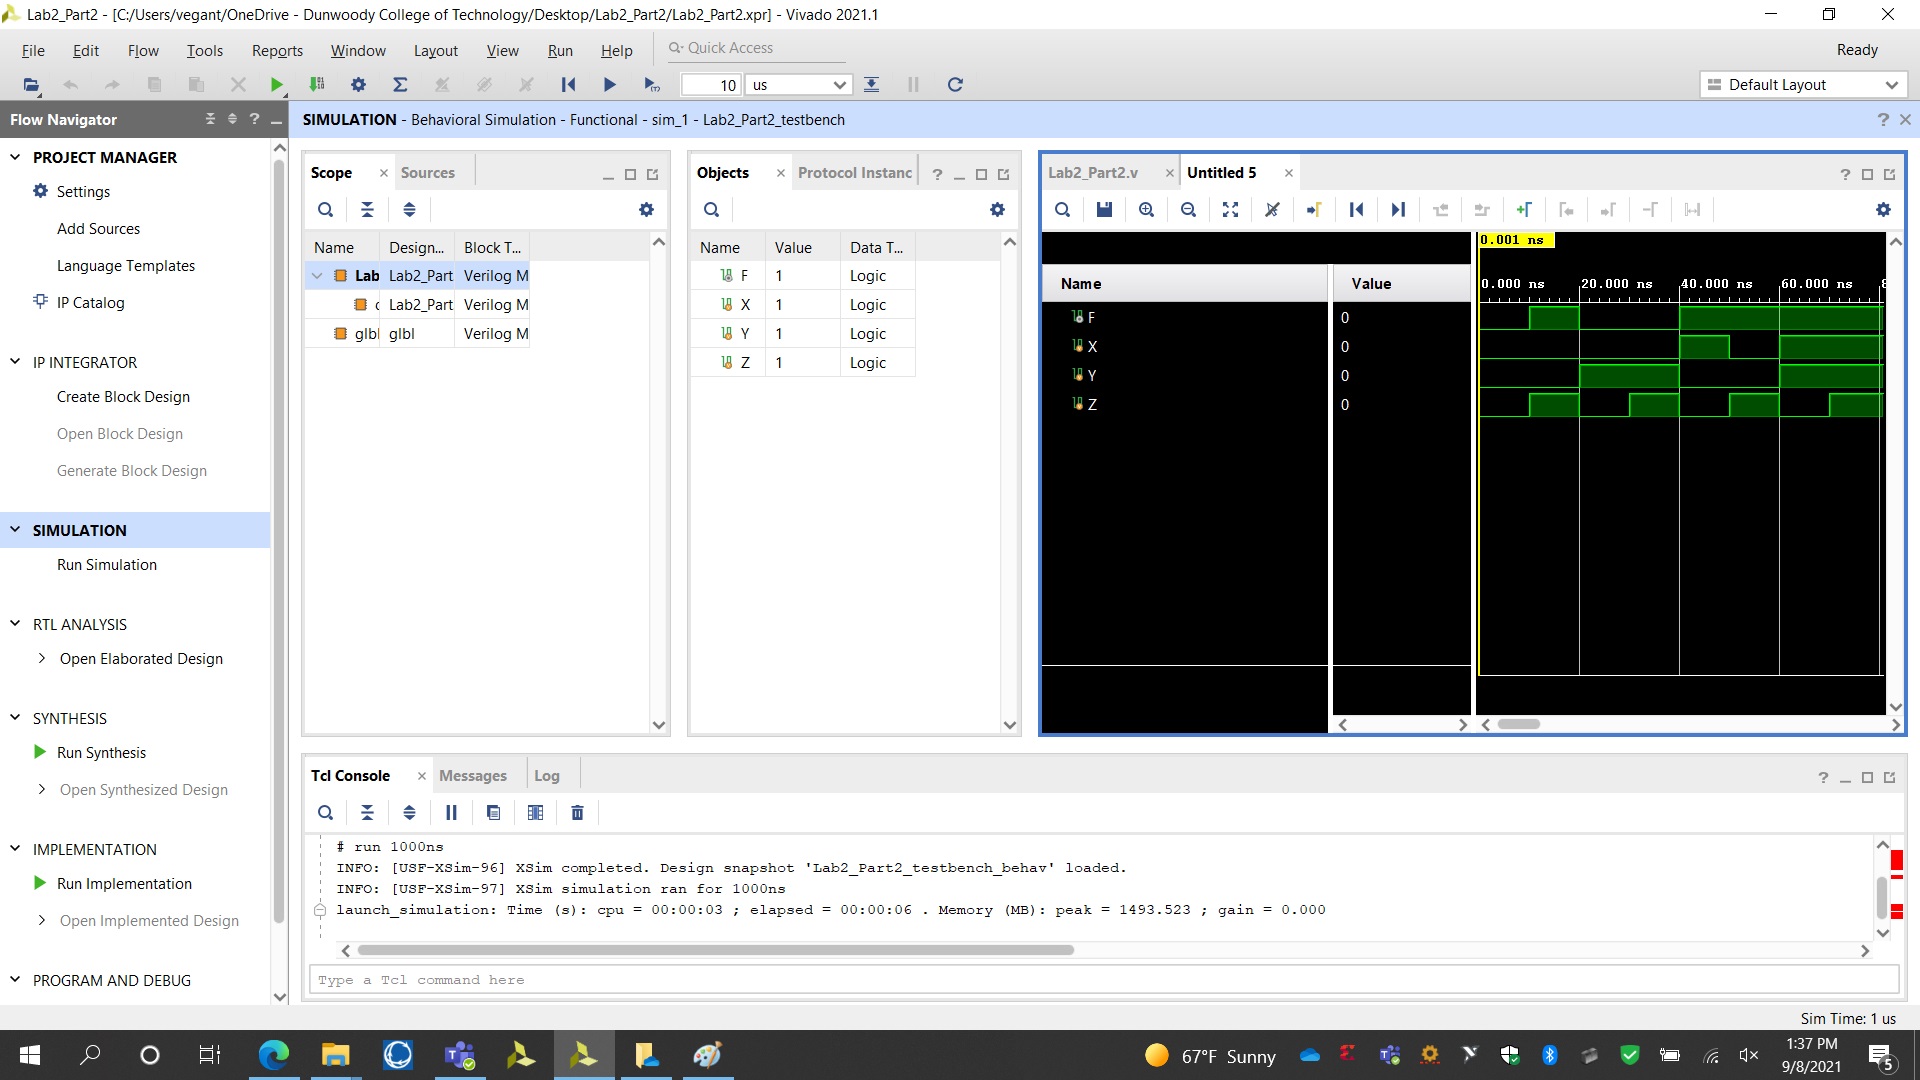 Lab2_Part2 - [C:/Users/vegant/OneDrive - Dunwoody College of Technology/Desktop/Lab2_Part2/Lab2_Part2.xpr] - Vivado 2021.1
File Edit Flow Tools Reports Window Layout View Run Help Quick Access Ready
10 us Default Layout
Flow Navigator
SIMULATION - Behavioral Simulation - Functional - sim_1 - Lab2_Part2_testbench
PROJECT MANAGER
Settings
Add Sources
Language Templates
IP Catalog
IP INTEGRATOR
Create Block Design
Open Block Design
Generate Block Design
SIMULATION
Run Simulation
RTL ANALYSIS
Open Elaborated Design
SYNTHESIS
Run Synthesis
Open Synthesized Design
IMPLEMENTATION
Run Implementation
Open Implemented Design
PROGRAM AND DEBUG
Scope Sources
Name Design... Block T...
Lab Lab2_Part Verilog M
Lab2_Part Verilog M
glbl glbl Verilog M
Objects Protocol Instanc
Name Value Data T...
F 1 Logic
X 1 Logic
Y 1 Logic
Z 1 Logic
Lab2_Part2.v Untitled 5
0.001 ns
Name Value
0.000 ns 20.000 ns 40.000 ns 60.000 ns 8
F 0
X 0
Y 0
Z 0
Tcl Console Messages Log
# run 1000ns
INFO: [USF-XSim-96] XSim completed. Design snapshot 'Lab2_Part2_testbench_behav' loaded.
INFO: [USF-XSim-97] XSim simulation ran for 1000ns
launch_simulation: Time (s): cpu = 00:00:03 ; elapsed = 00:00:06 . Memory (MB): peak = 1493.523 ; gain = 0.000
Type a Tcl command here
Sim Time: 1 us
67°F Sunny
1:37 PM
9/8/2021
5